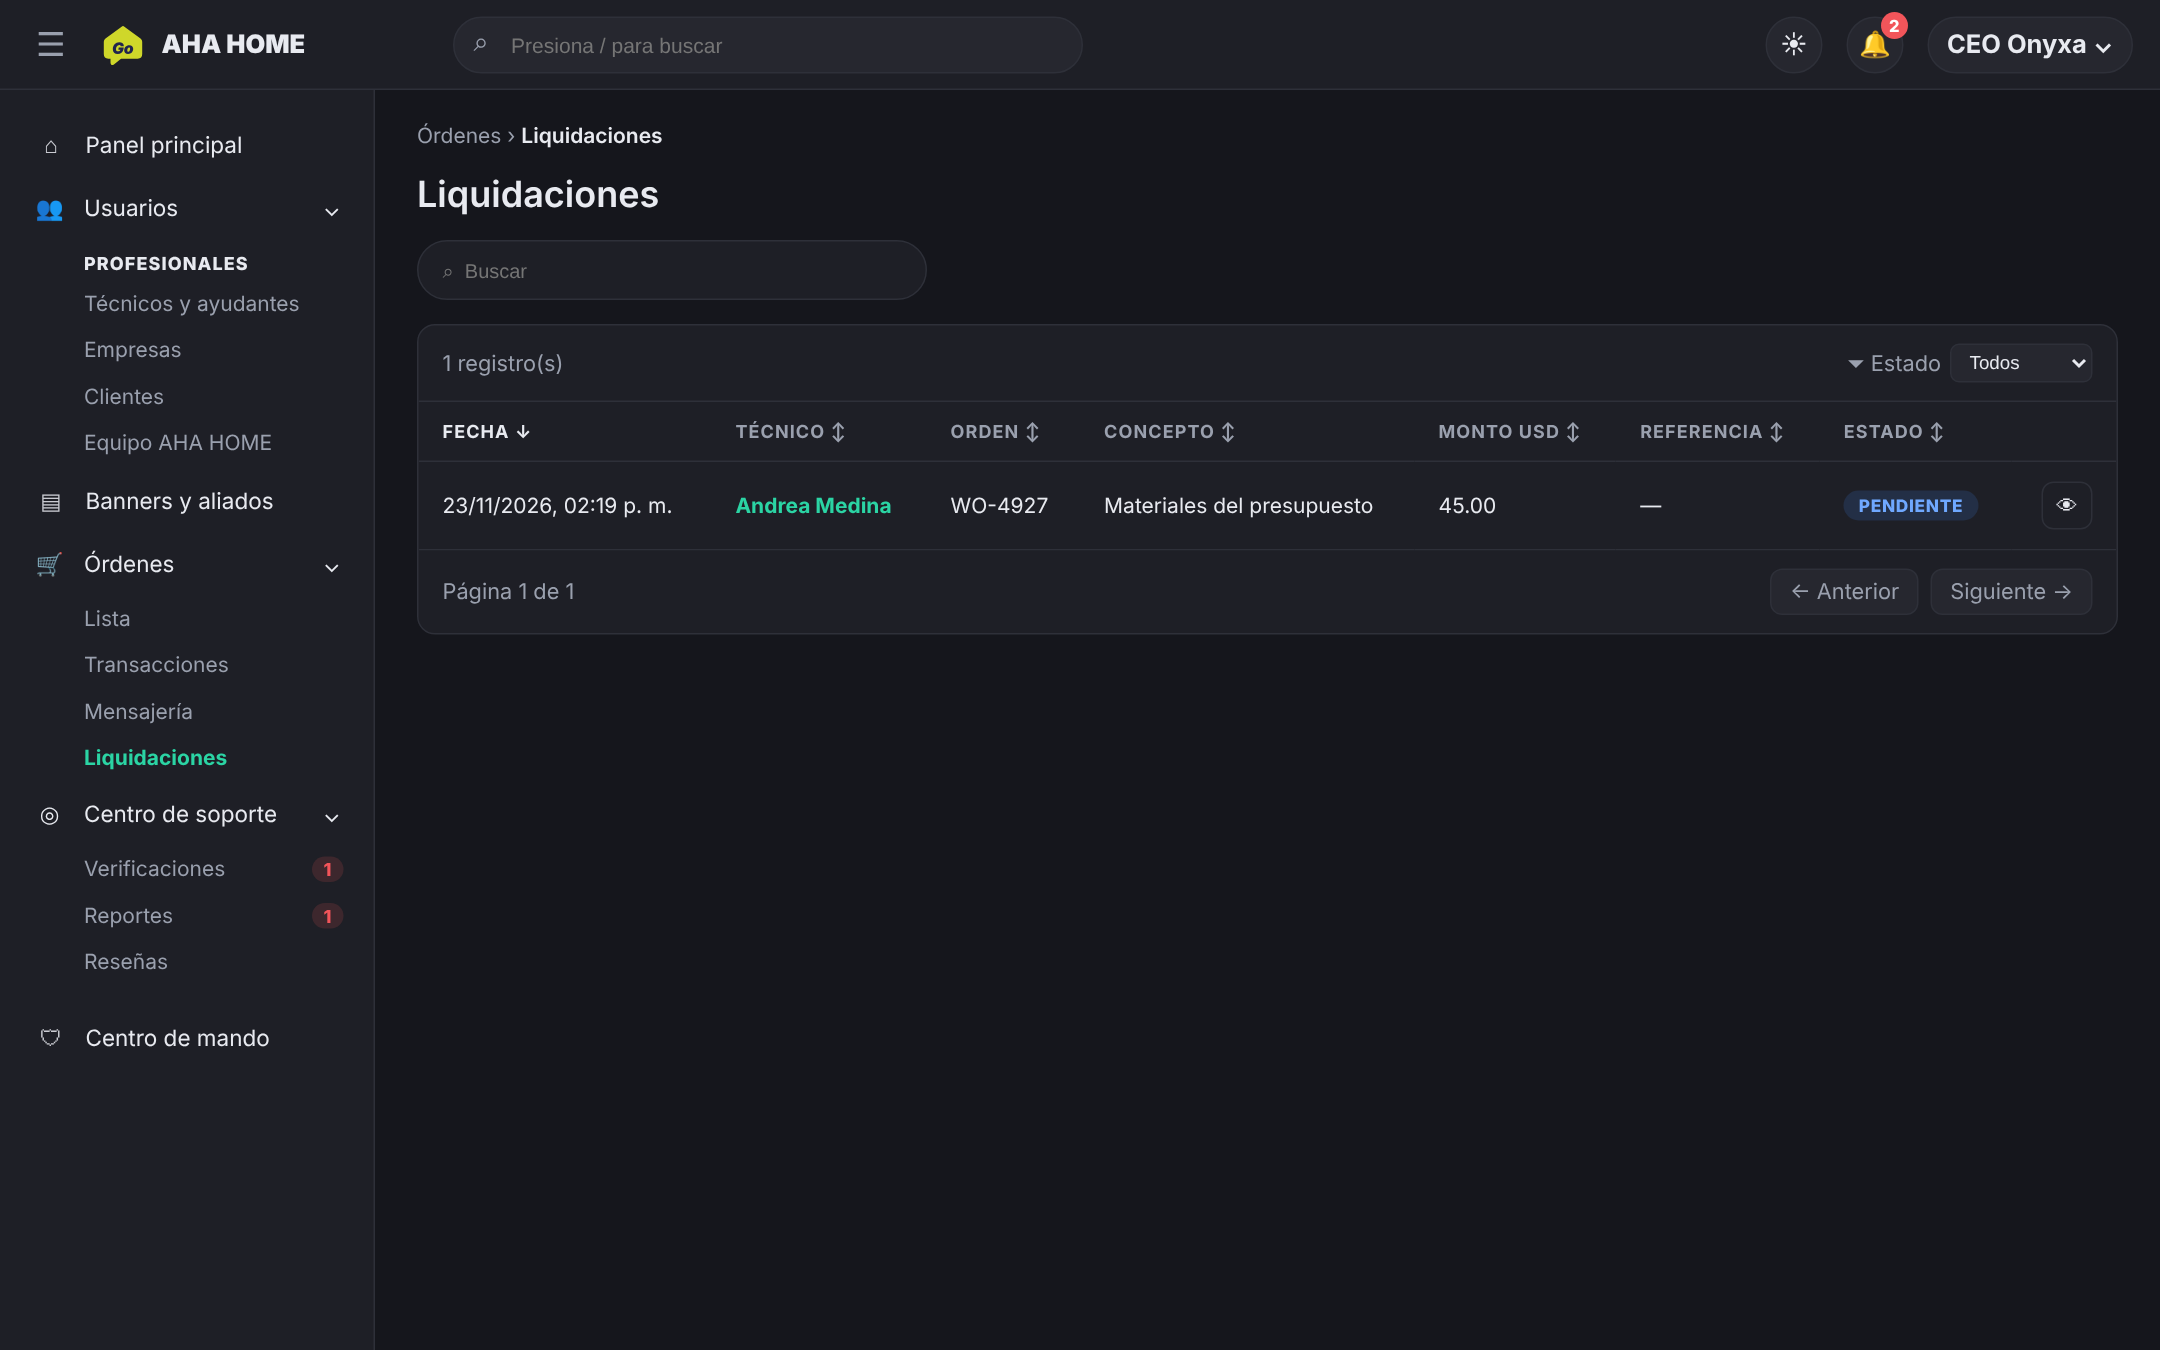 Go
AHA HOME
Presiona / para buscar
2
CEO Onyxa
Panel principal
Usuarios
PROFESIONALES
Técnicos y ayudantes
Empresas
Clientes
Equipo AHA HOME
Banners y aliados
Órdenes
Lista
Transacciones
Mensajería
Liquidaciones
Centro de soporte
Verificaciones 1
Reportes 1
Reseñas
Centro de mando
Órdenes › Liquidaciones
Liquidaciones
Buscar
1 registro(s)
Estado Todos
FECHA ↓ TÉCNICO ↕ ORDEN ↕ CONCEPTO ↕ MONTO USD ↕ REFERENCIA ↕ ESTADO ↕
23/11/2026, 02:19 p. m. Andrea Medina WO-4927 Materiales del presupuesto 45.00 — PENDIENTE
Página 1 de 1
← Anterior Siguiente →